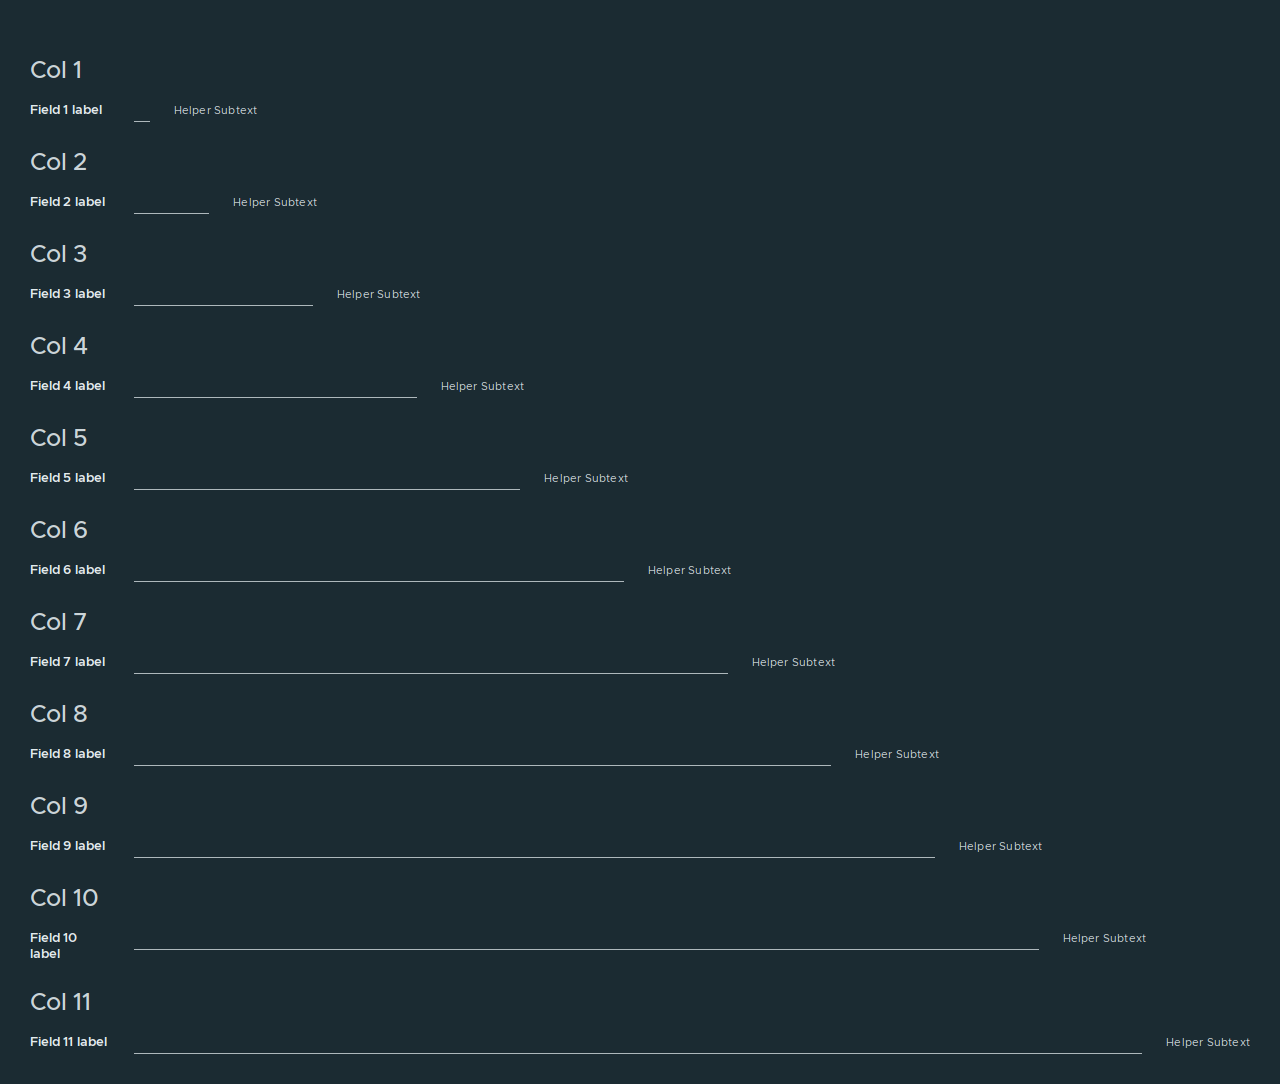 Col 1
Field 1 label Helper Subtext
Col 2
Field 2 label Helper Subtext
Col 3
Field 3 label Helper Subtext
Col 4
Field 4 label Helper Subtext
Col 5
Field 5 label Helper Subtext
Col 6
Field 6 label Helper Subtext
Col 7
Field 7 label Helper Subtext
Col 8
Field 8 label Helper Subtext
Col 9
Field 9 label Helper Subtext
Col 10
Field 10 Helper Subtext
label
Col 11
Field 11 label Helper Subtext